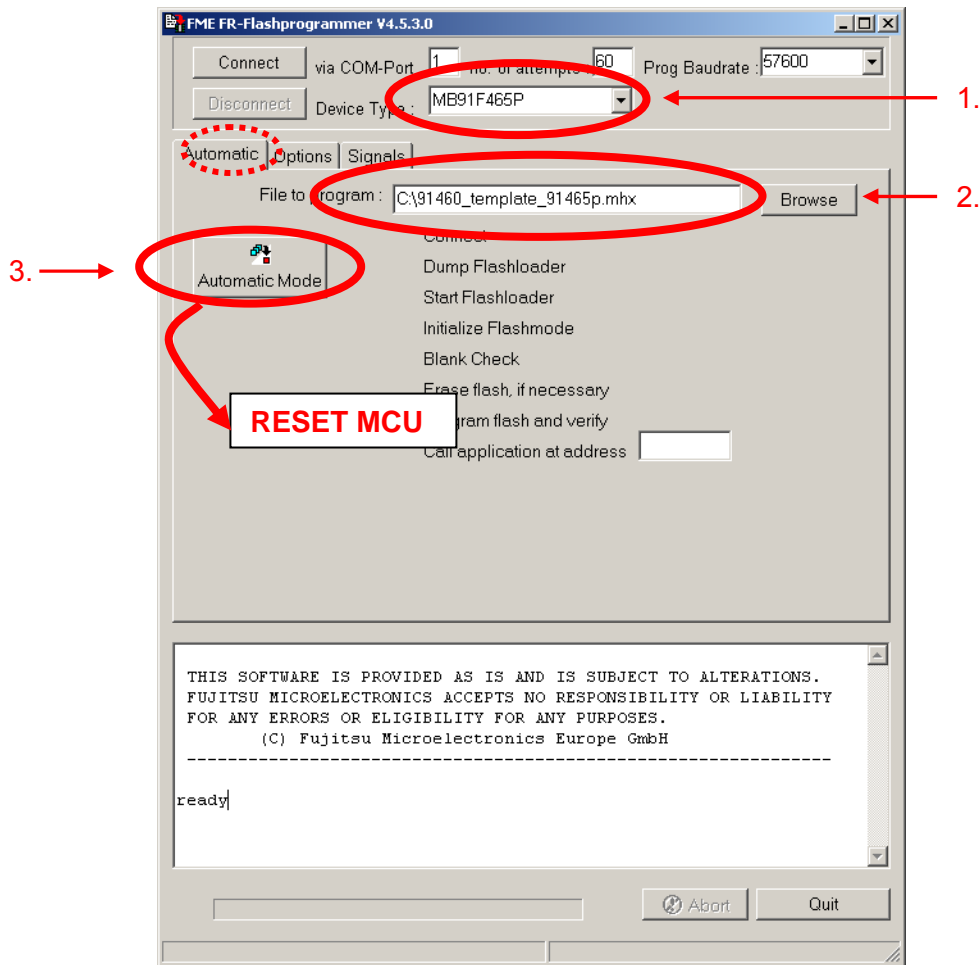 FME FR-Flashprogrammer V4.5.3.0
Connect via COM-Port 1 no. of attempts 60 Prog Baudrate : 57600
Disconnect Device Type : MB91F465P 1.
Automatic Options Signals
File to program : C:\91460_template_91465p.mhx Browse 2.
Connect
3. Automatic Mode
Dump Flashloader
Start Flashloader
Initialize Flashmode
Blank Check
Erase flash, if necessary
RESET MCU
gram flash and verify
Call application at address
THIS SOFTWARE IS PROVIDED AS IS AND IS SUBJECT TO ALTERATIONS.
FUJITSU MICROELECTRONICS ACCEPTS NO RESPONSIBILITY OR LIABILITY
FOR ANY ERRORS OR ELIGIBILITY FOR ANY PURPOSES.
(C) Fujitsu Microelectronics Europe GmbH
---------------------------------------------------------------
ready
Abort Quit